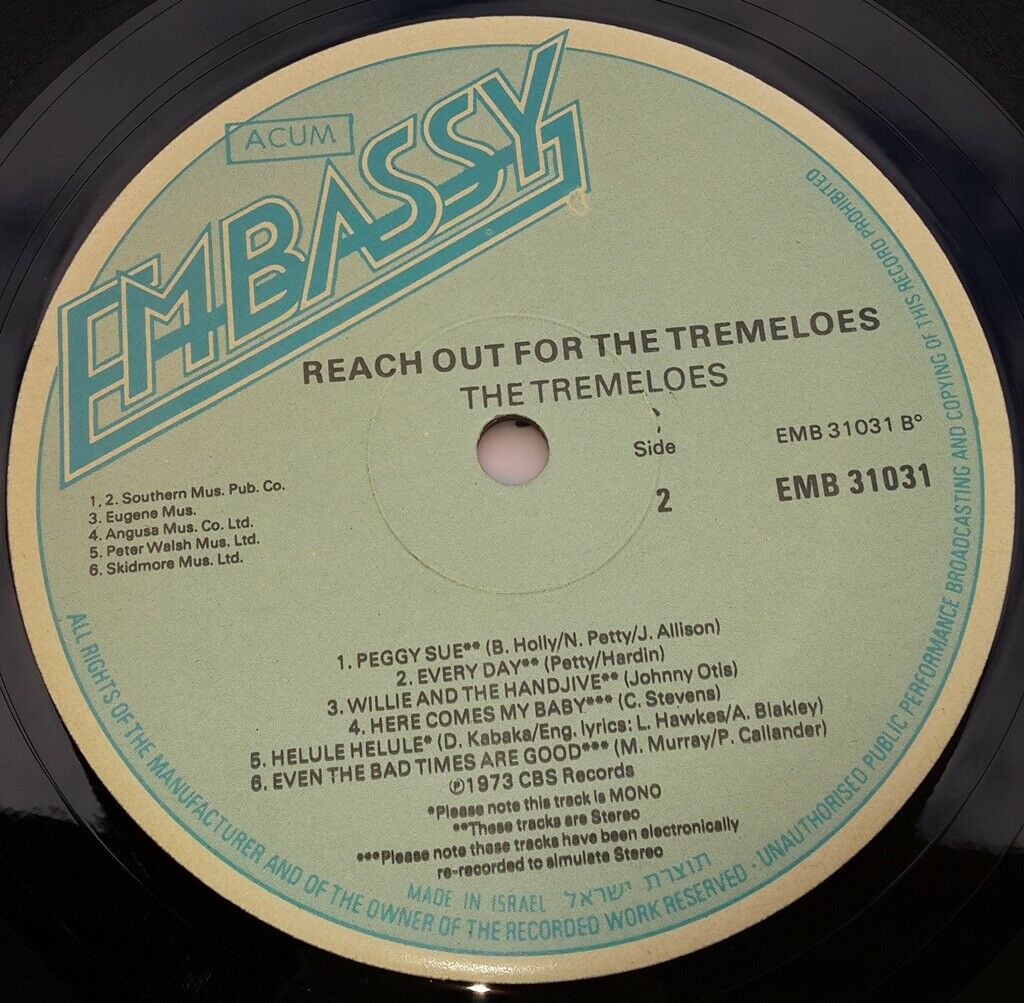 ACUM
EMBASSY
REACH OUT FOR THE TREMELOES
THE TREMELOES
Side
2
EMB 31031 B°
EMB 31031
1, 2. Southern Mus. Pub. Co.
3. Eugene Mus.
4. Angusa Mus. Co. Ltd.
5. Peter Walsh Mus. Ltd.
6. Skidmore Mus. Ltd.
1. PEGGY SUE** (B. Holly/N. Petty/J. Allison)
2. EVERY DAY** (Petty/Hardin)
3. WILLIE AND THE HANDJIVE** (Johnny Otis)
4. HERE COMES MY BABY*** (C. Stevens)
5. HELULE HELULE* (D. Kabaka/Eng. lyrics: L. Hawkes/A. Blakley)
6. EVEN THE BAD TIMES ARE GOOD*** (M. Murray/P. Callander)
℗1973 CBS Records
*Please note this track is MONO
**These tracks are Stereo
***Please note these tracks have been electronically
re-recorded to simulate Stereo
MADE IN ISRAEL תוצרת ישראל
ALL RIGHTS OF THE MANUFACTURER AND OF THE OWNER OF THE RECORDED WORK RESERVED - UNAUTHORISED PUBLIC PERFORMANCE BROADCASTING AND COPYING OF THIS RECORD PROHIBITED